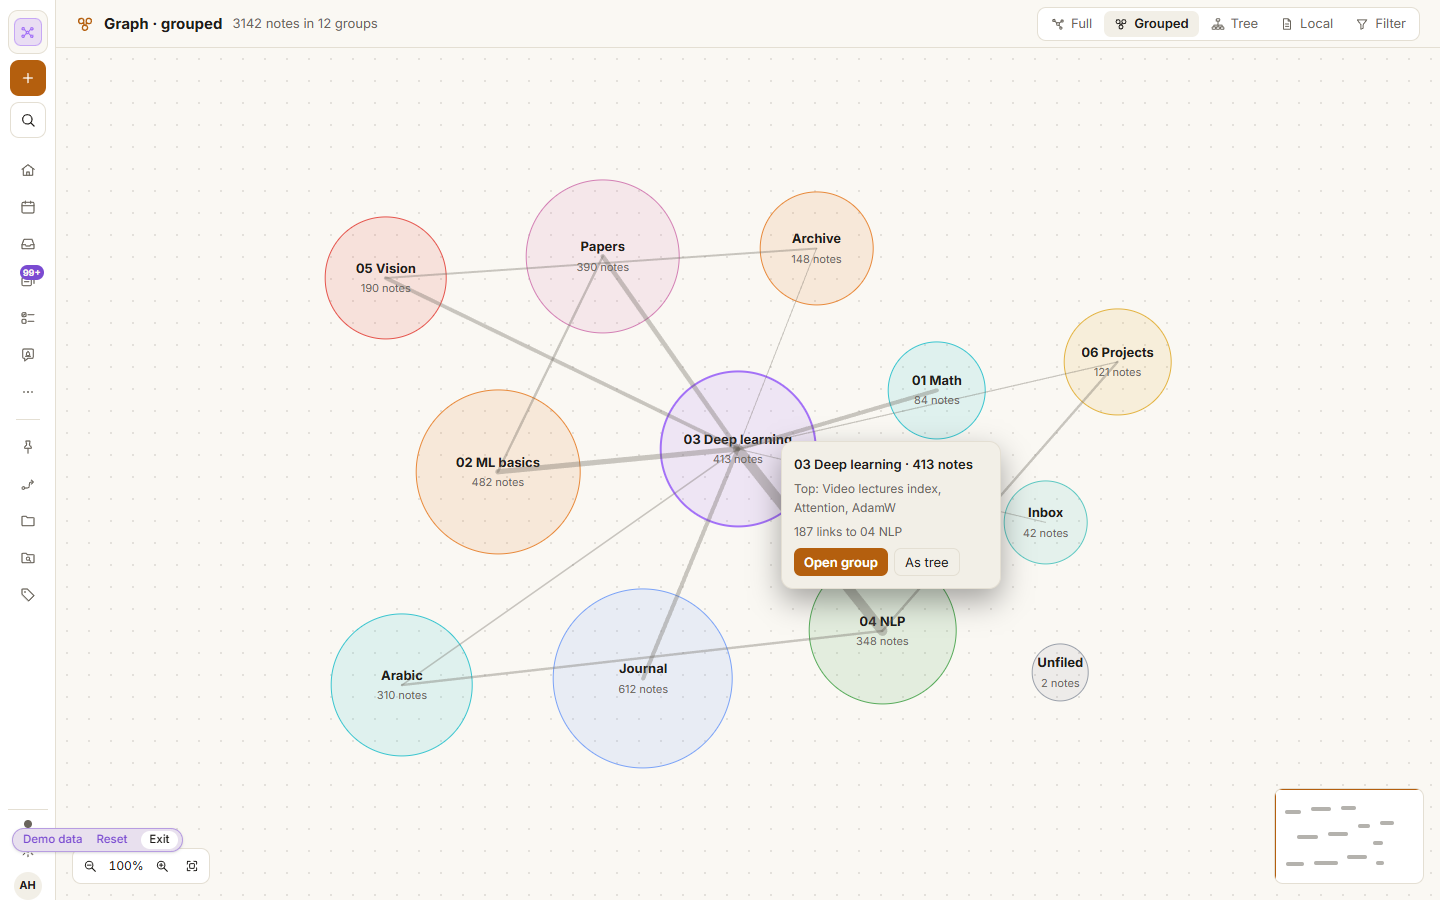 Graph · grouped 3142 notes in 12 groups
Full Grouped Tree Local Filter
99+
Papers
390 notes
Archive
148 notes
05 Vision
190 notes
06 Projects
121 notes
01 Math
84 notes
03 Deep learning
413 notes
02 ML basics
482 notes
03 Deep learning · 413 notes
Top: Video lectures index,
Attention, AdamW
187 links to 04 NLP
Open group As tree
Inbox
42 notes
04 NLP
348 notes
Unfiled
2 notes
Arabic
310 notes
Journal
612 notes
Demo data Reset Exit
100%
AH